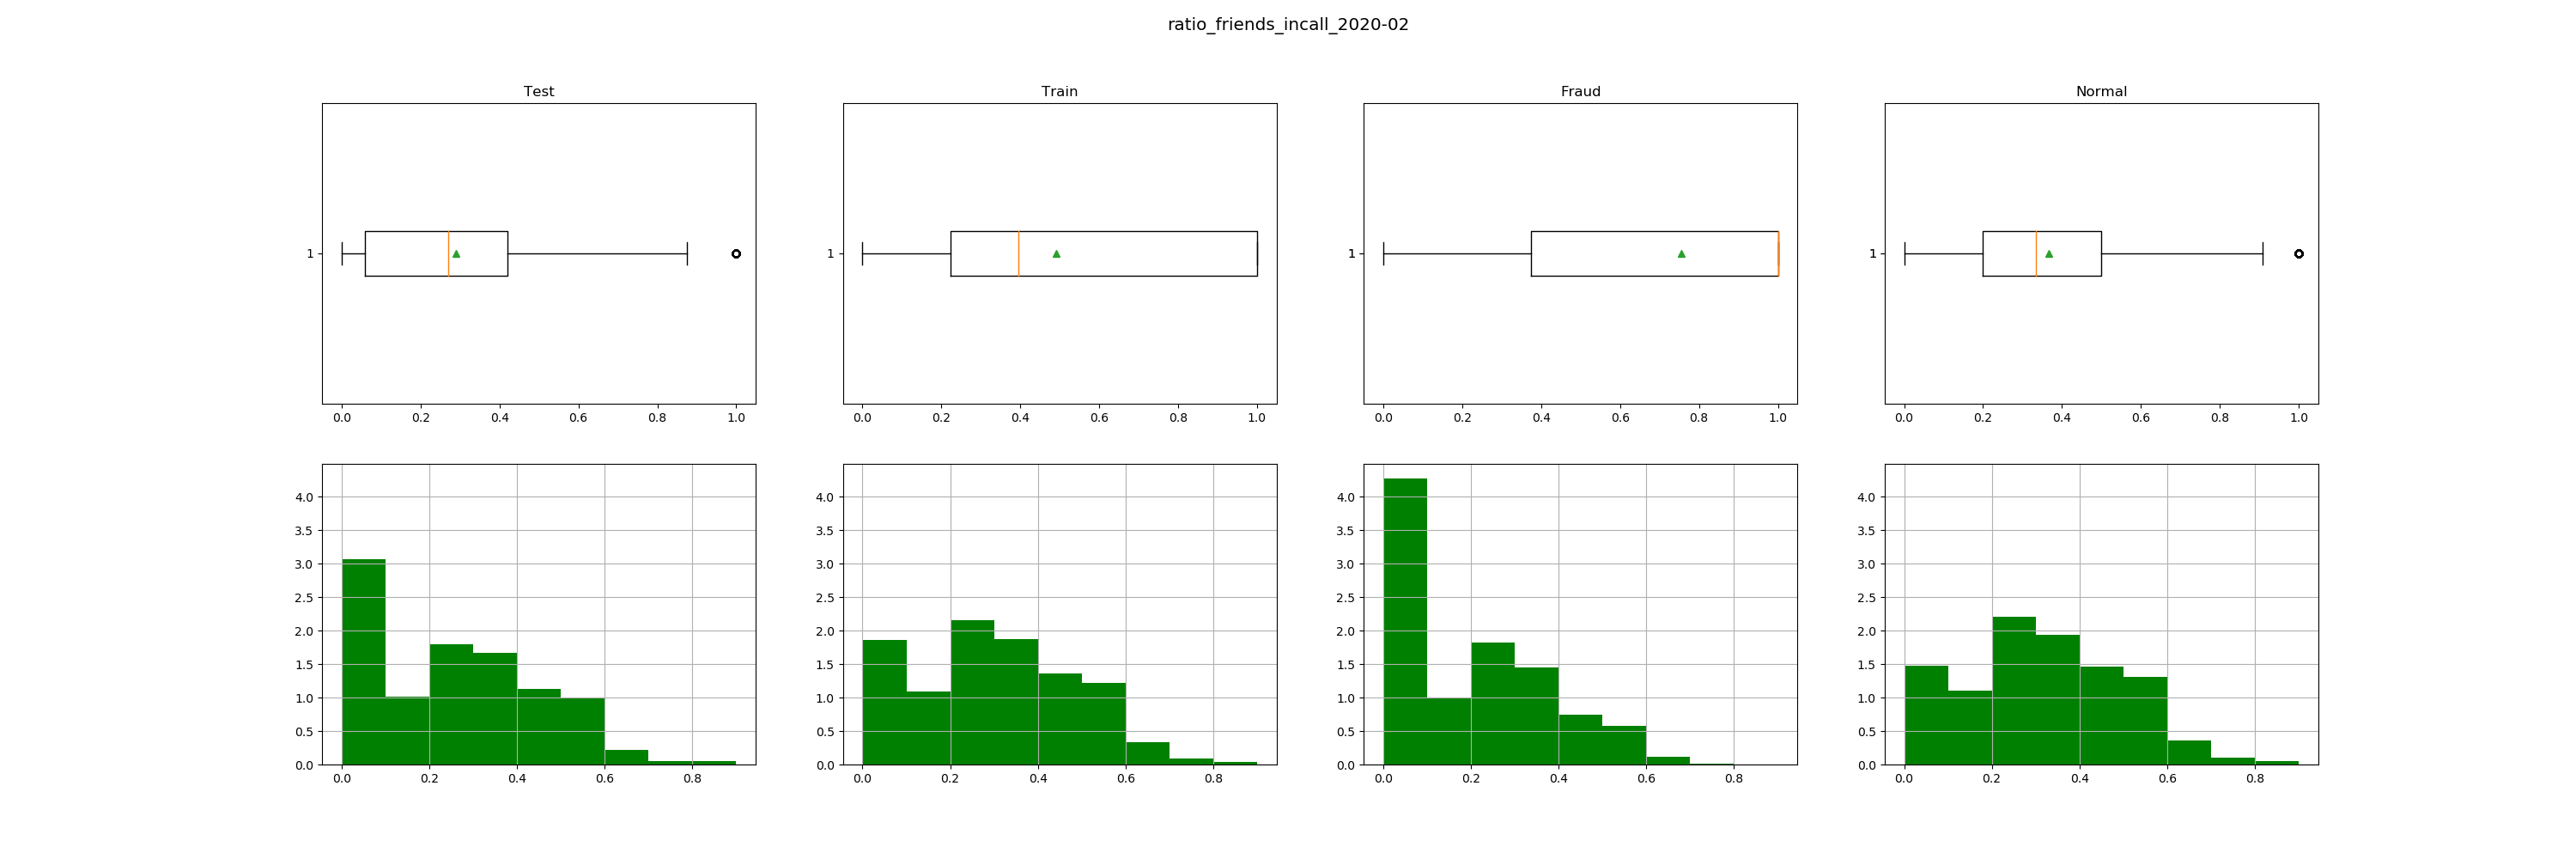 ratio_friends_incall_2020-02
Test Train Fraud Normal
1 1 1 1
0.0 0.2 0.4 0.6 0.8 1.0 0.0 0.2 0.4 0.6 0.8 1.0 0.0 0.2 0.4 0.6 0.8 1.0 0.0 0.2 0.4 0.6 0.8 1.0
4.0 4.0 4.0 4.0
3.5 3.5 3.5 3.5
3.0 3.0 3.0 3.0
2.5 2.5 2.5 2.5
2.0 2.0 2.0 2.0
1.5 1.5 1.5 1.5
1.0 1.0 1.0 1.0
0.5 0.5 0.5 0.5
0.0 0.0 0.0 0.0
0.0 0.2 0.4 0.6 0.8 0.0 0.2 0.4 0.6 0.8 0.0 0.2 0.4 0.6 0.8 0.0 0.2 0.4 0.6 0.8